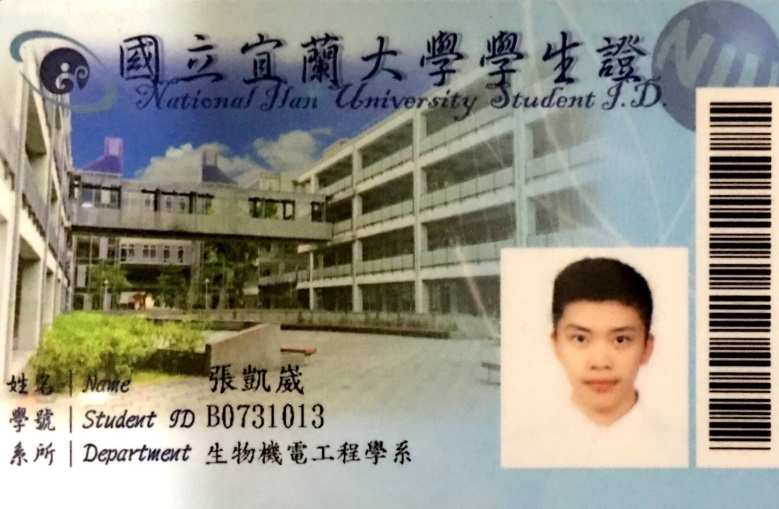 國立宜蘭大學學生證
National Ilan University Student I.D.
NIU
姓名 | Name 張凱崴
學號 | Student ID B0731013
系所 | Department 生物機電工程學系